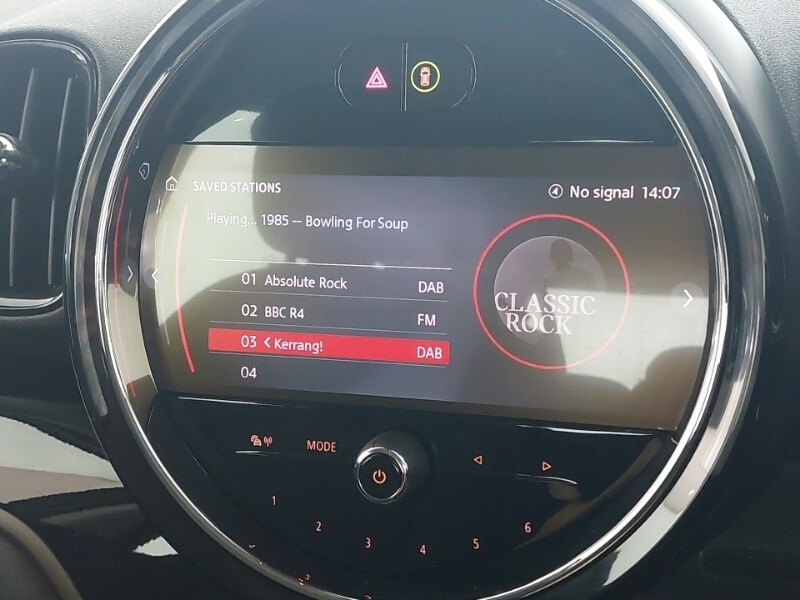 SAVED STATIONS No signal 14:07
Playing... 1985 -- Bowling For Soup
01 Absolute Rock DAB
02 BBC R4 FM
03 < Kerrang! DAB
04
CLASSIC
ROCK
MODE
1 2 3 4 5 6